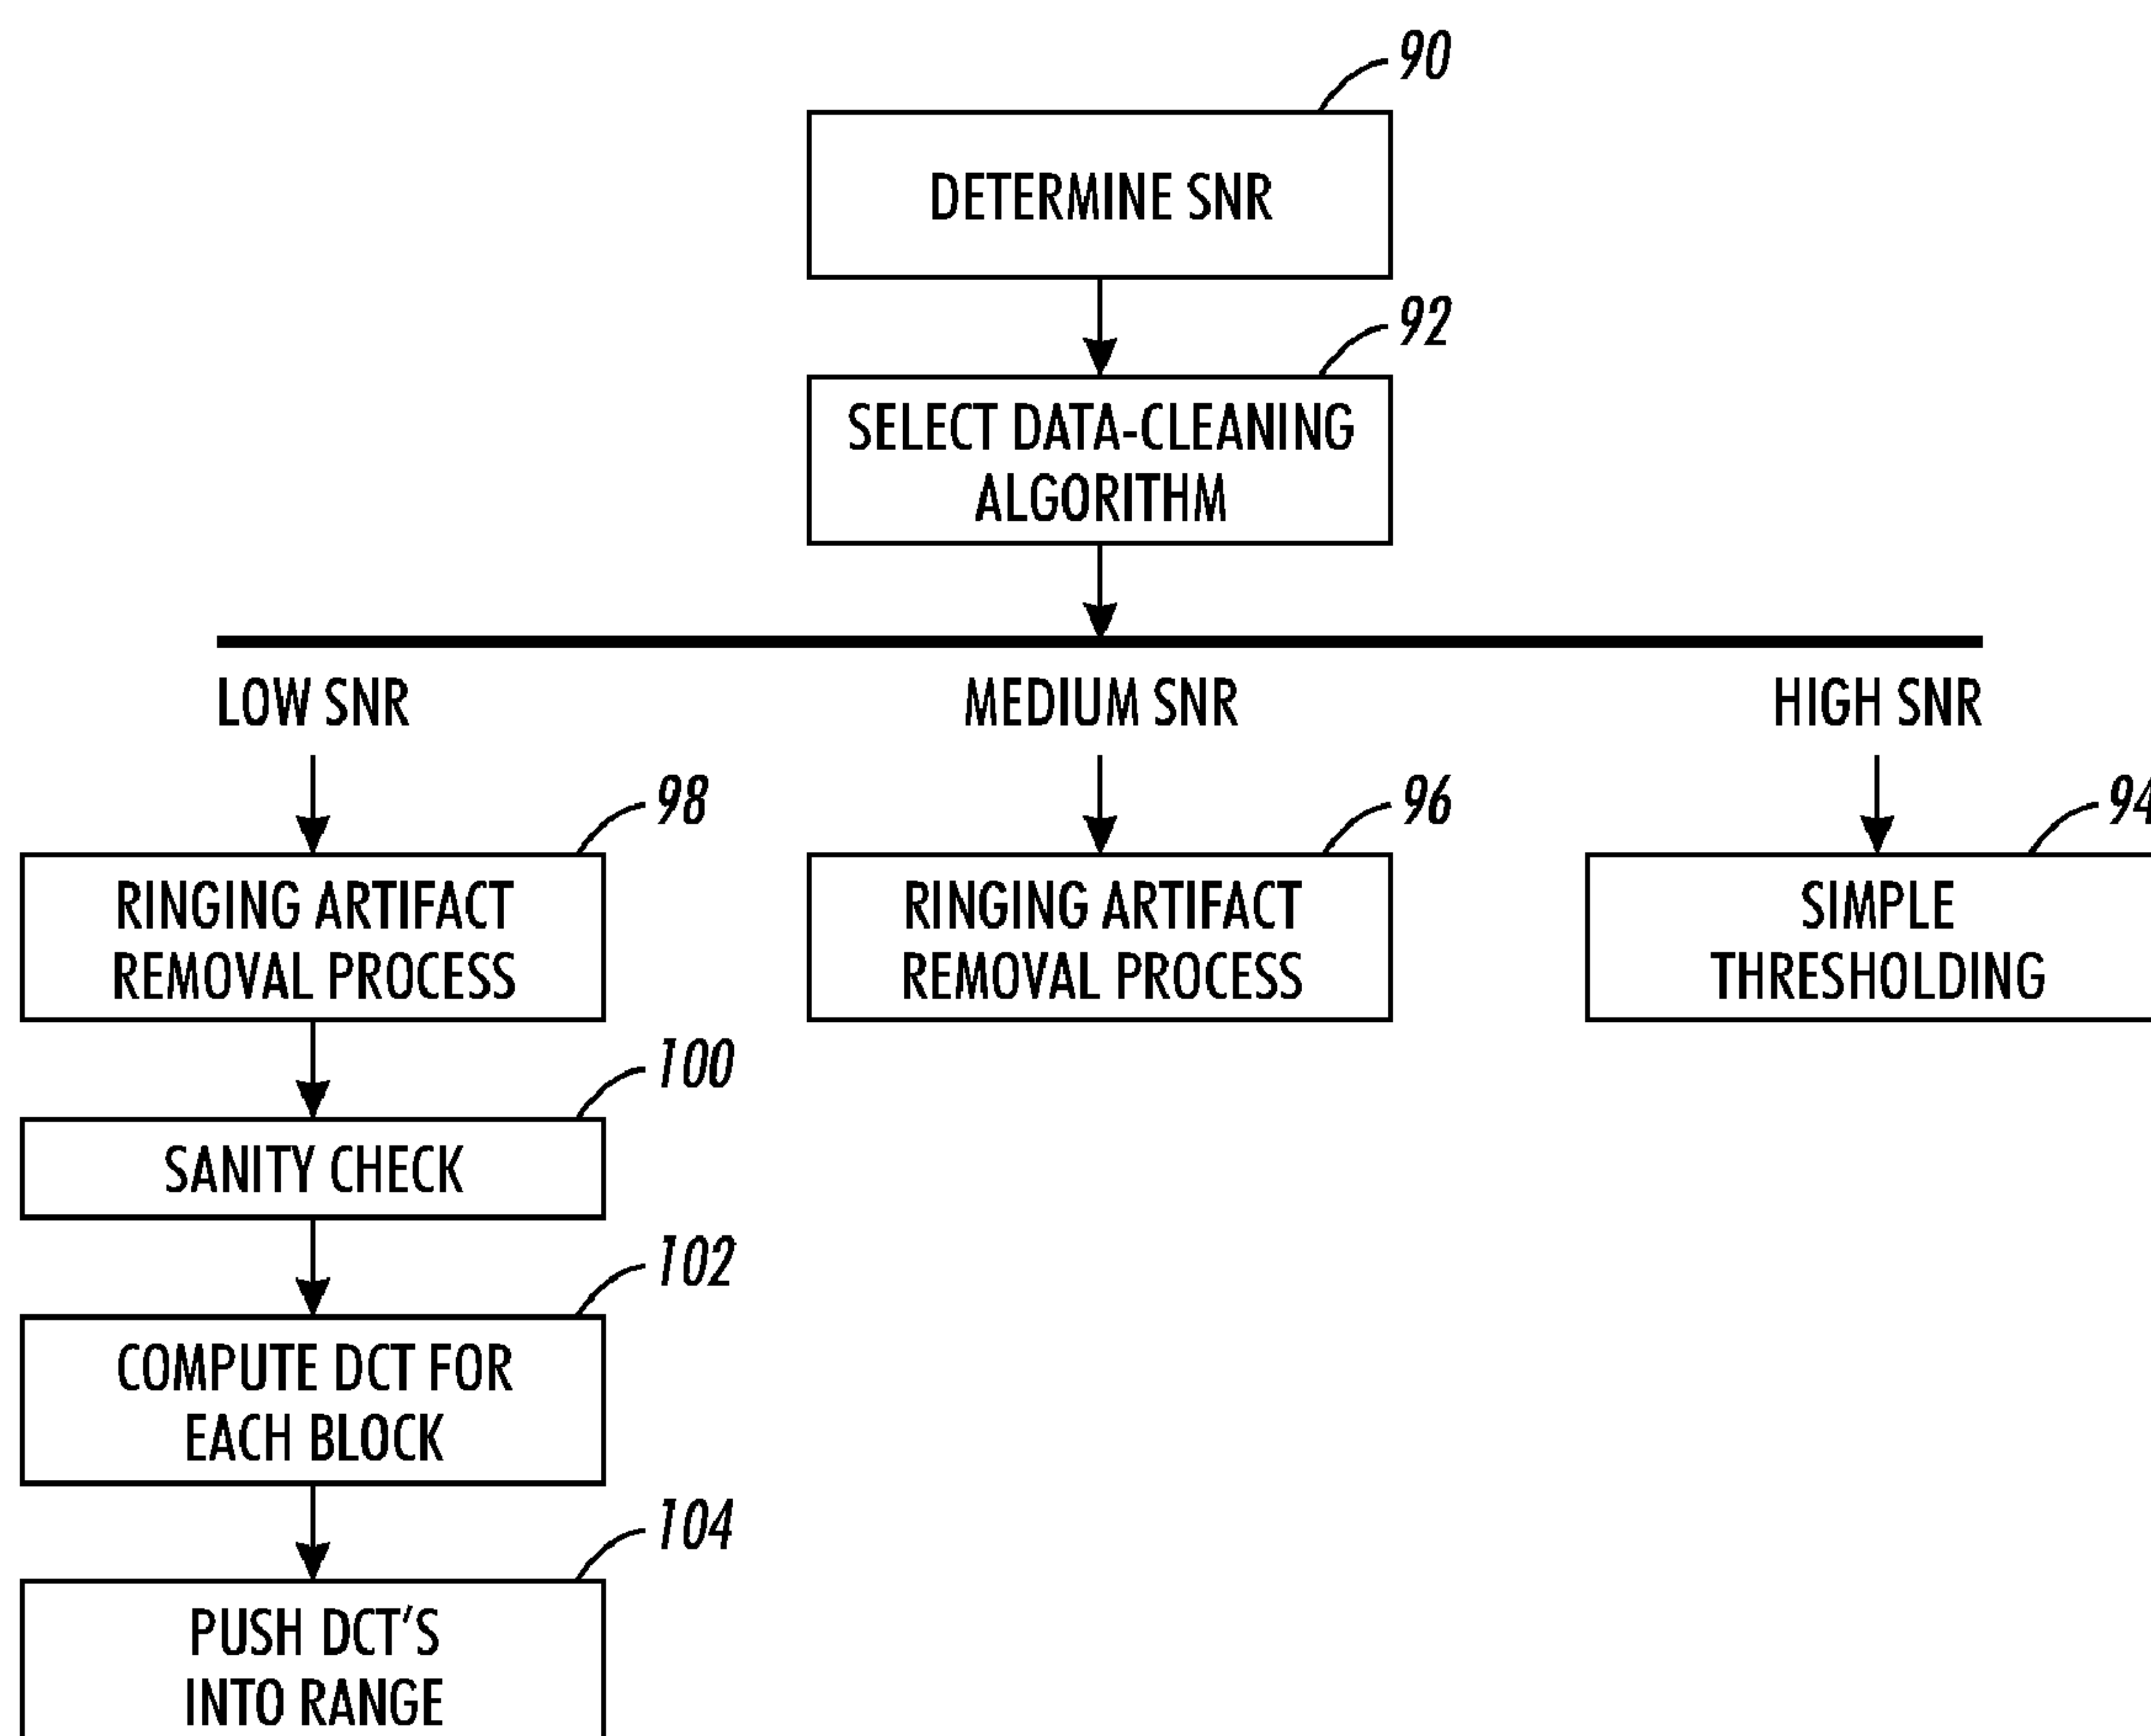 90
DETERMINE SNR
92
SELECT DATA-CLEANING
ALGORITHM
LOW SNR
MEDIUM SNR
HIGH SNR
98
96
94
RINGING ARTIFACT
REMOVAL PROCESS
RINGING ARTIFACT
REMOVAL PROCESS
SIMPLE
THRESHOLDING
100
SANITY CHECK
102
COMPUTE DCT FOR
EACH BLOCK
104
PUSH DCT'S
INTO RANGE